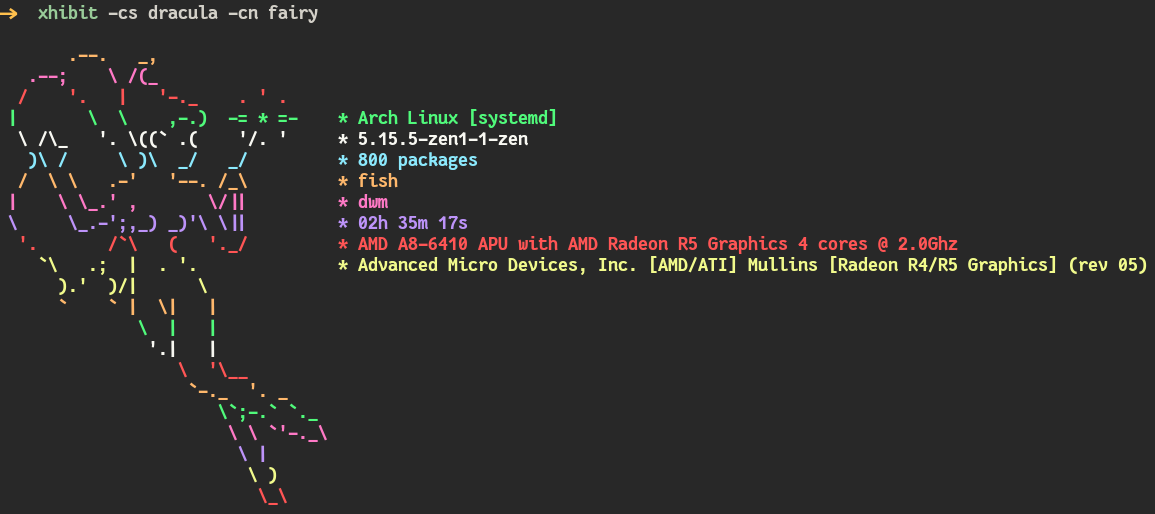 → xhibit -cs dracula -cn fairy
* Arch Linux [systemd]
* 5.15.5-zen1-1-zen
* 800 packages
* fish
* dwm
* 02h 35m 17s
* AMD A8-6410 APU with AMD Radeon R5 Graphics 4 cores @ 2.0Ghz
* Advanced Micro Devices, Inc. [AMD/ATI] Mullins [Radeon R4/R5 Graphics] (rev 05)